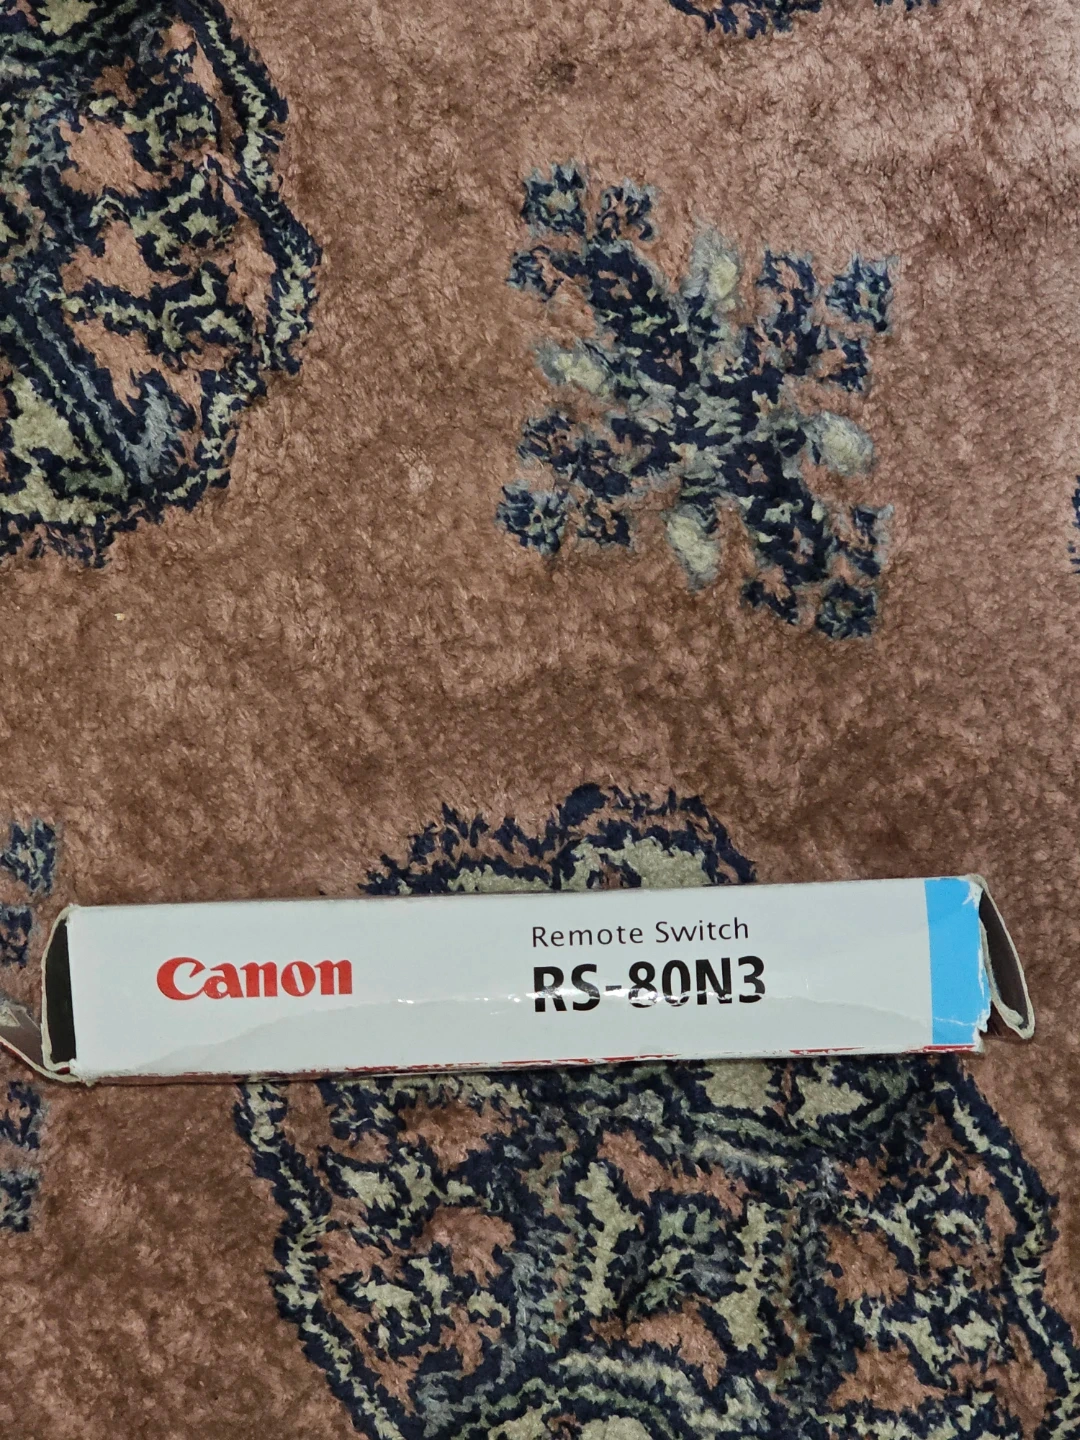 Canon
Remote Switch
RS-80N3